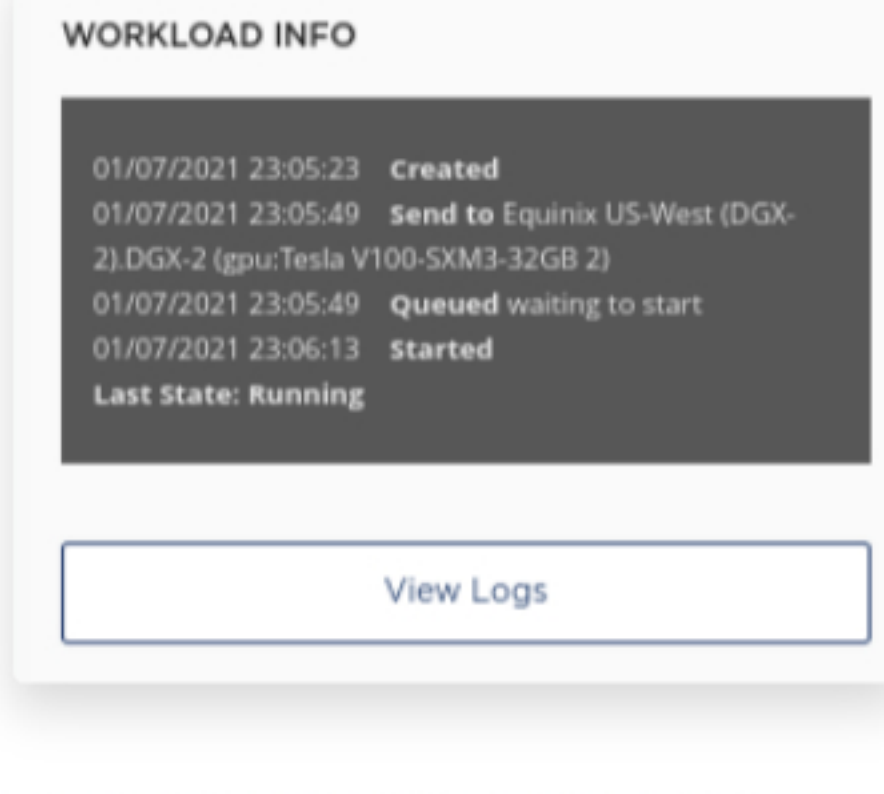 WORKLOAD INFO
01/07/2021 23:05:23 Created
01/07/2021 23:05:49 Send to Equinix US-West (DGX-
2).DGX-2 (gpu:Tesla V100-SXM3-32GB 2)
01/07/2021 23:05:49 Queued waiting to start
01/07/2021 23:06:13 Started
Last State: Running
View Logs